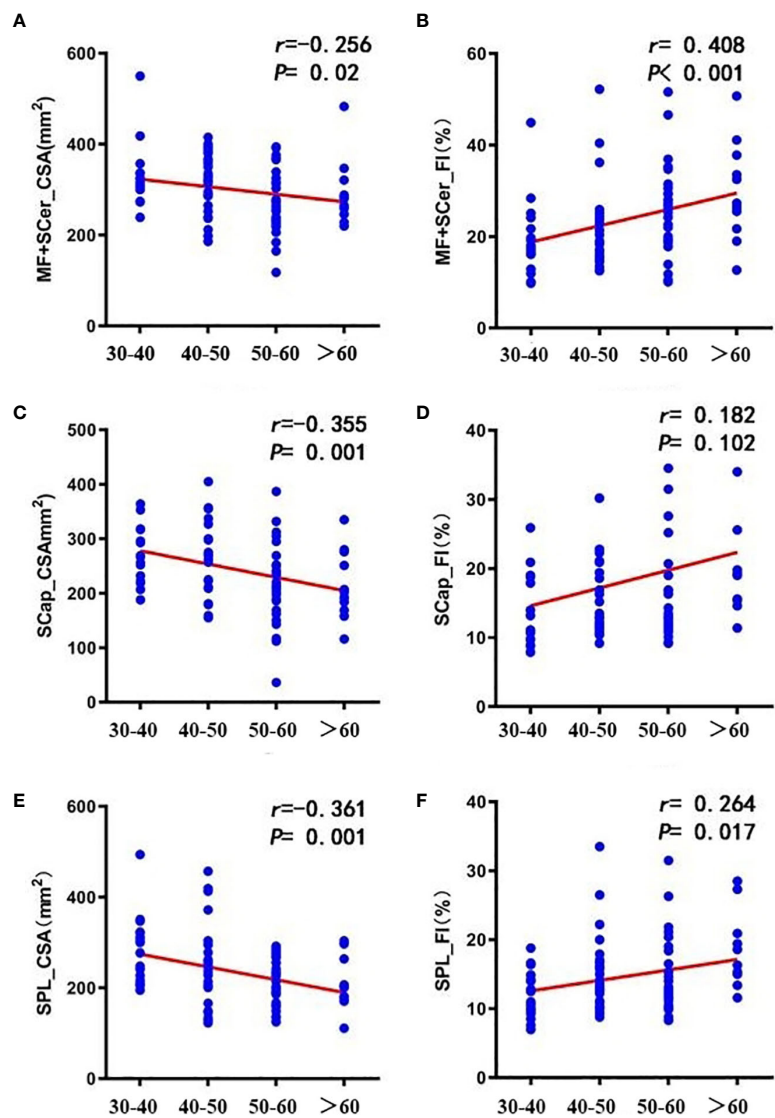 A
r=-0.256
P= 0.02
MF+SCer_CSA(mm²)
600
400
200
0
30-40 40-50 50-60 >60
B
r= 0.408
P< 0.001
MF+SCer_FI(%)
60
40
20
0
30-40 40-50 50-60 >60
C
r=-0.355
P= 0.001
SCap_CSAmm²)
500
400
300
200
100
0
30-40 40-50 50-60 >60
D
r= 0.182
P= 0.102
SCap_FI(%)
40
30
20
10
0
30-40 40-50 50-60 >60
E
r=-0.361
P= 0.001
SPL_CSA(mm²)
600
400
200
0
30-40 40-50 50-60 >60
F
r= 0.264
P= 0.017
SPL_FI(%)
40
30
20
10
0
30-40 40-50 50-60 >60